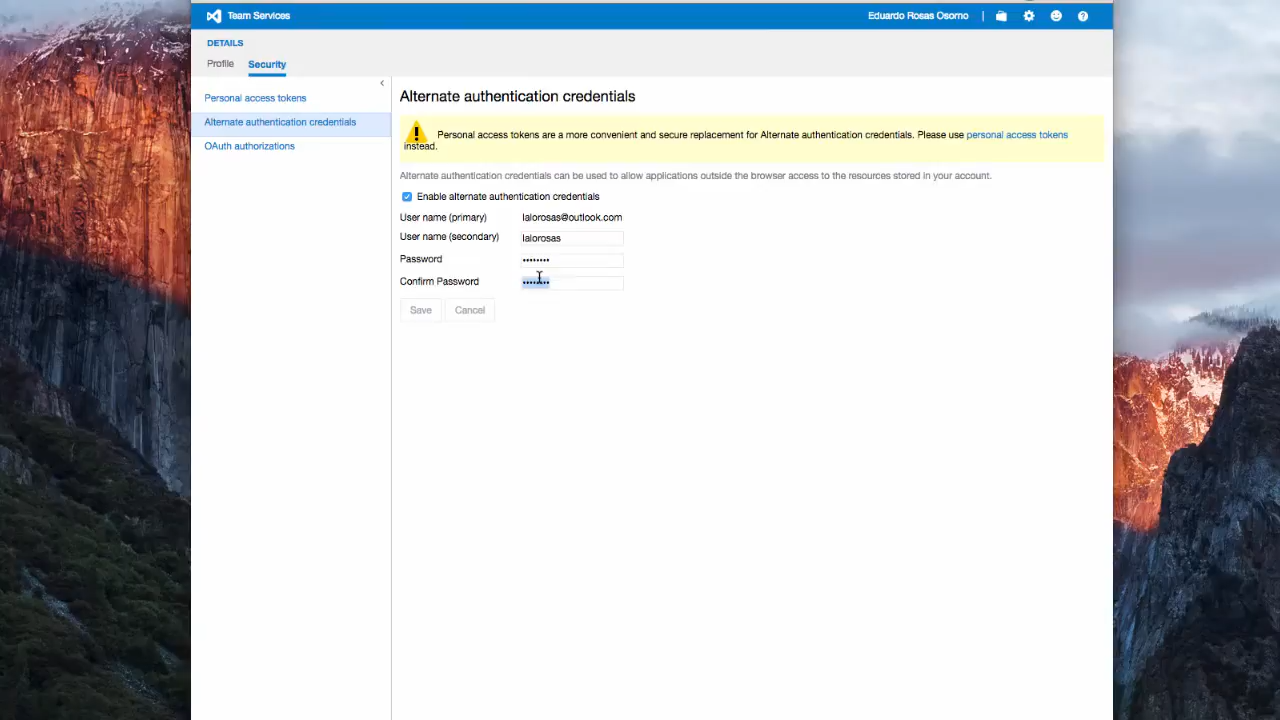 Team Services
Eduardo Rosas Osorno
DETAILS
Profile
Security
Personal access tokens
Alternate authentication credentials
OAuth authorizations
Alternate authentication credentials
Personal access tokens are a more convenient and secure replacement for Alternate authentication credentials. Please use personal access tokens
instead.
Alternate authentication credentials can be used to allow applications outside the browser access to the resources stored in your account.
Enable alternate authentication credentials
User name (primary)
lalorosas@outlook.com
User name (secondary)
lalorosas
Password
••••••••
Confirm Password
••••••••
Save
Cancel